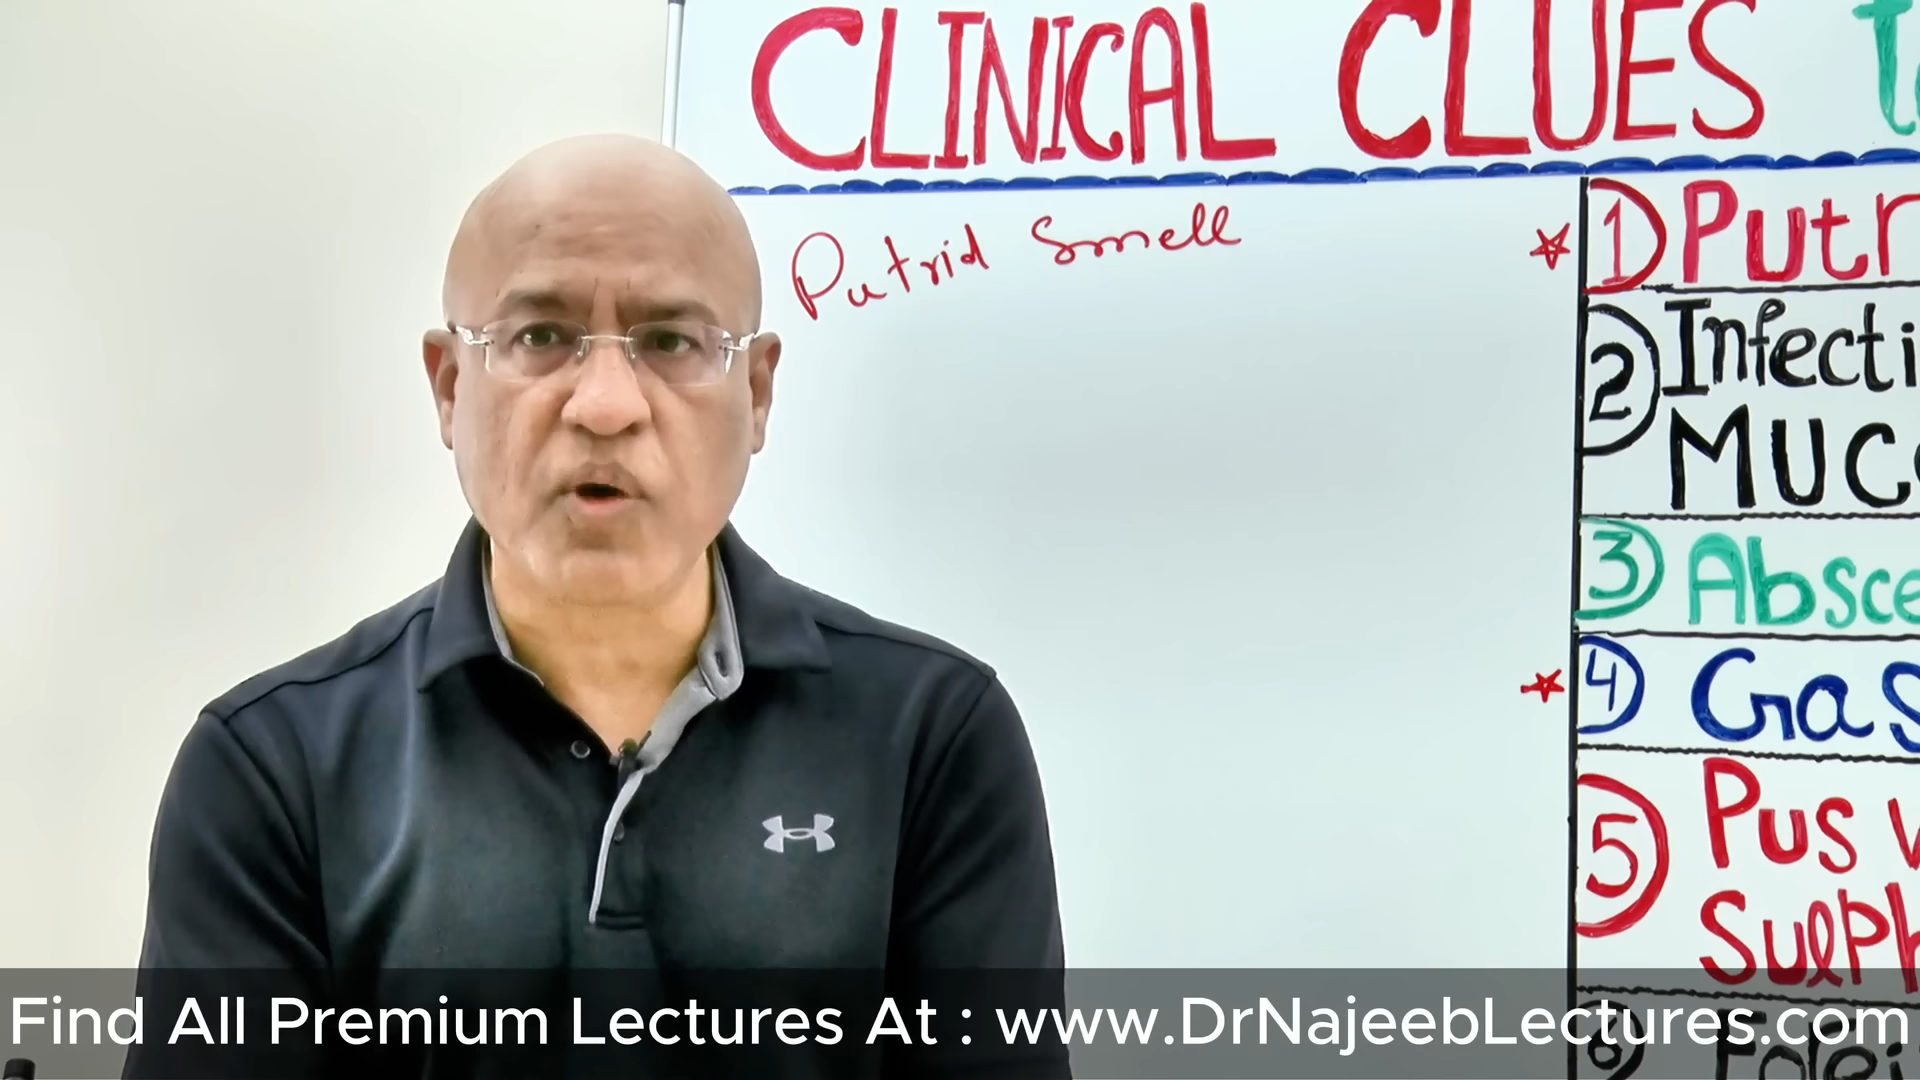 CLINICAL CLUES
Putrid Smell
1) Putr
2) Infecti
MUC
3) Absce
4) Gas
5) Pus
Sulph
6)
Find All Premium Lectures At : www.DrNajeebLectures.com